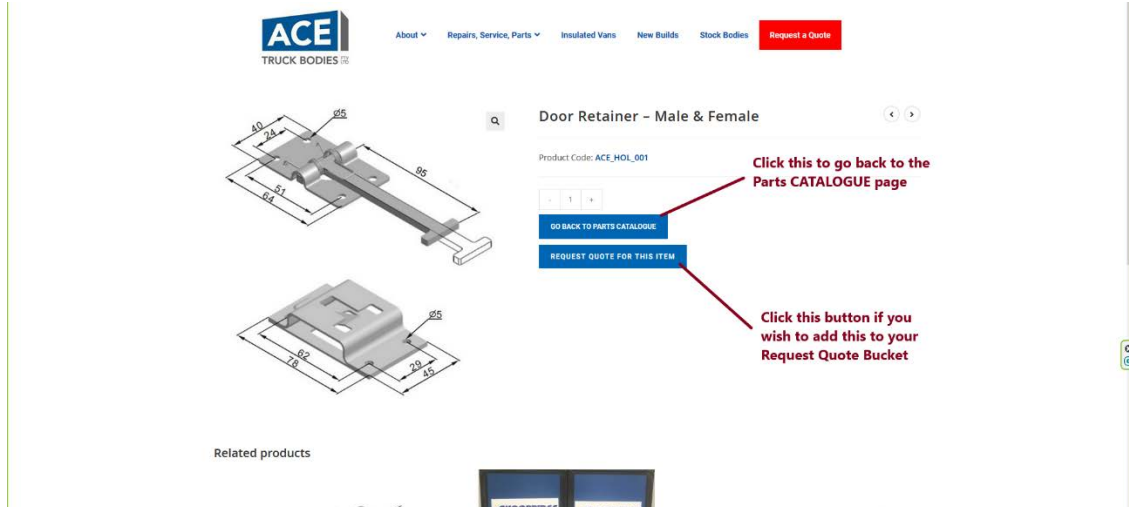 ACE
TRUCK BODIES
About
Repairs, Service, Parts
Insulated Vans
New Builds
Stock Bodies
Request a Quote
Door Retainer – Male & Female
Product Code: ACE_HOL_001
- 1 +
GO BACK TO PARTS CATALOGUE
REQUEST QUOTE FOR THIS ITEM
Click this to go back to the
Parts CATALOGUE page
Click this button if you
wish to add this to your
Request Quote Bucket
40
24
Ø5
95
51
64
Ø5
62
78
29
45
Related products